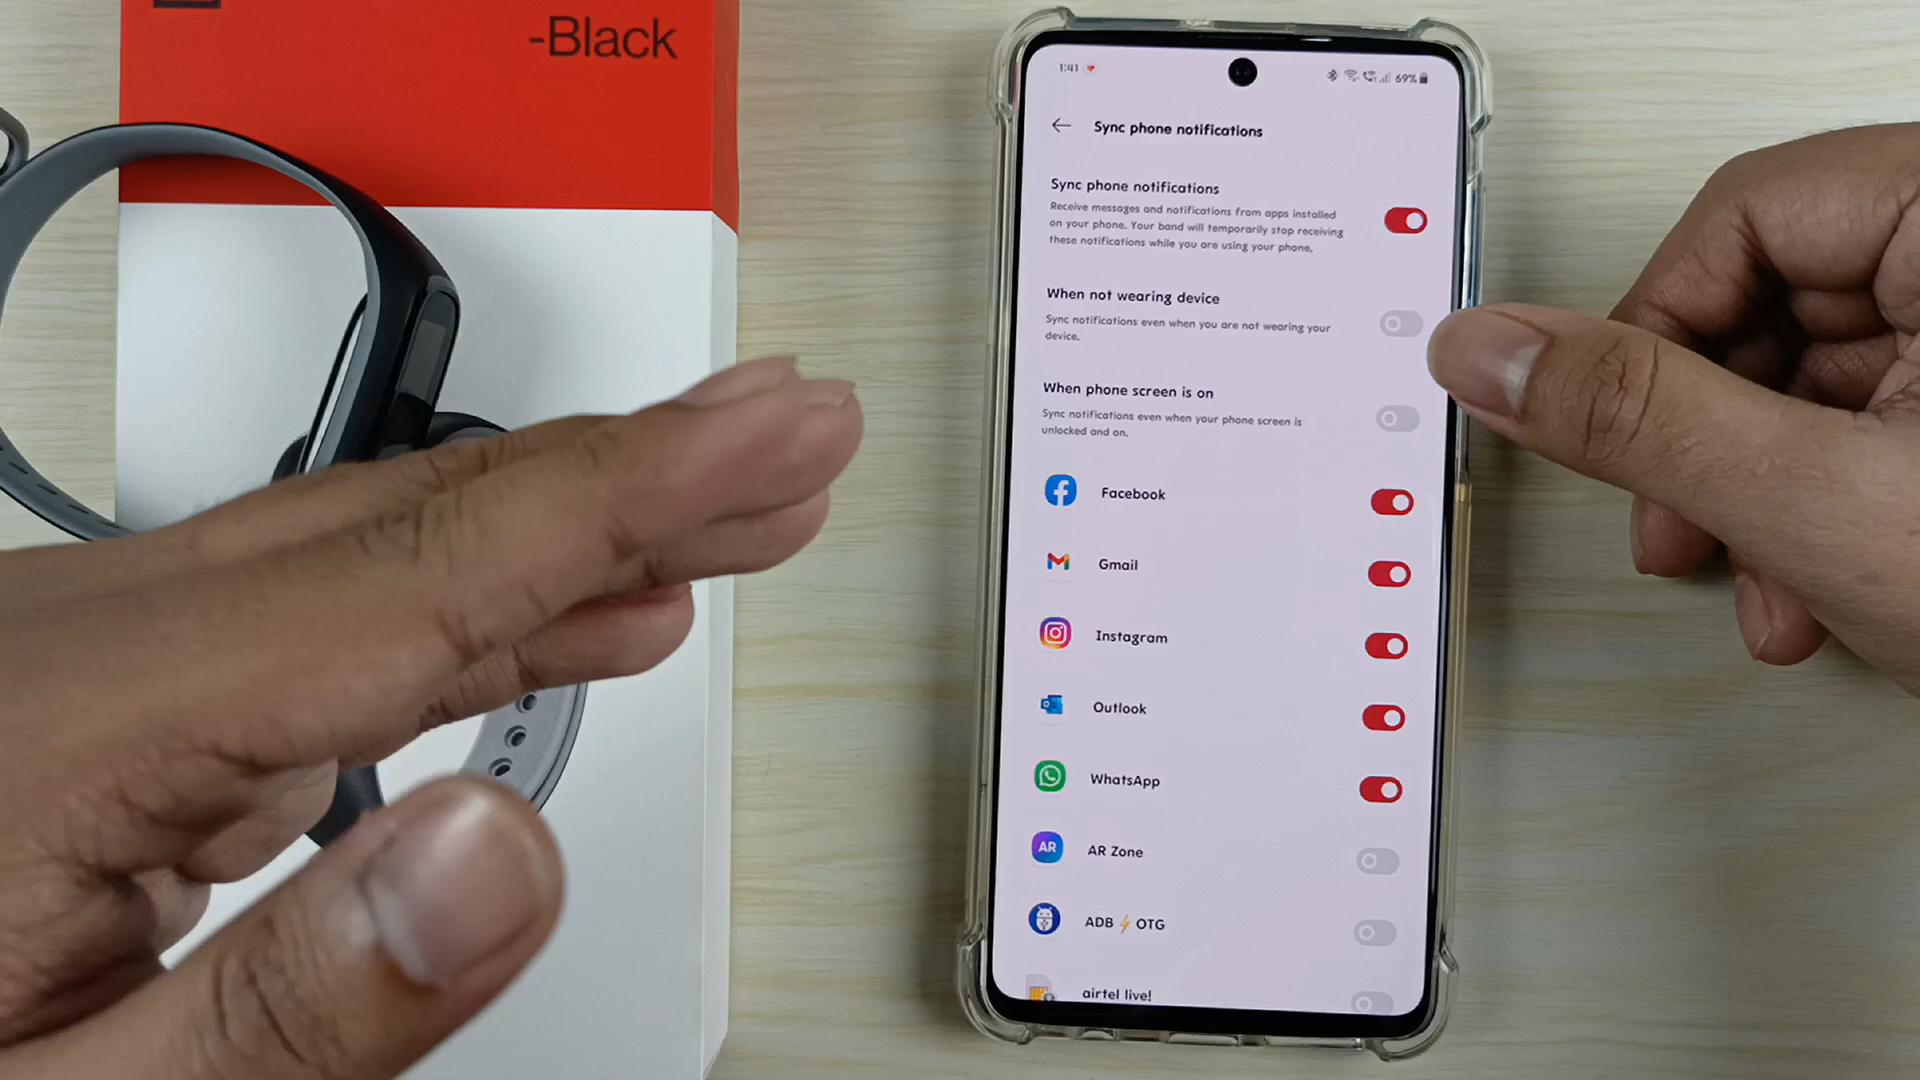 -Black
1:41
69%
Sync phone notifications
Sync phone notifications
Receive messages and notifications from apps installed
on your phone. Your band will temporarily stop receiving
these notifications while you are using your phone.
When not wearing device
Sync notifications even when you are not wearing your
device.
When phone screen is on
Sync notifications even when your phone screen is
unlocked and on.
Facebook
Gmail
Instagram
Outlook
WhatsApp
AR AR Zone
ADB⚡OTG
airtel live!